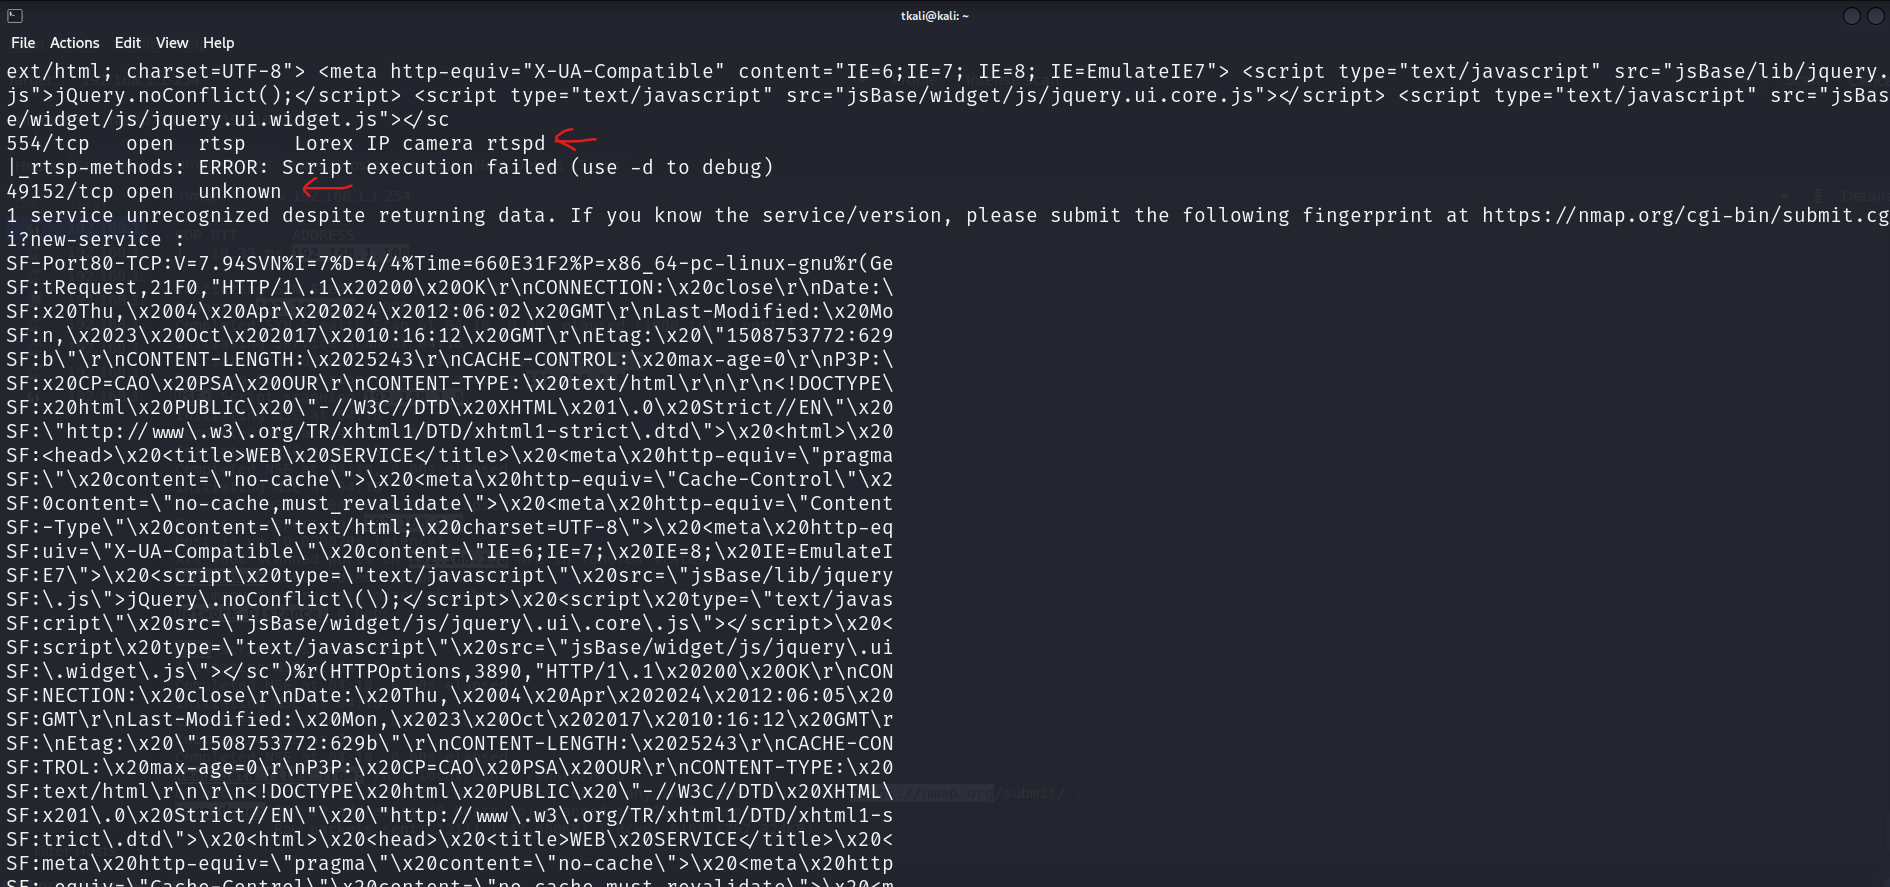 tkali@kali: ~
File Actions Edit View Help
ext/html; charset=UTF-8"> <meta http-equiv="X-UA-Compatible" content="IE=6;IE=7; IE=8; IE=EmulateIE7"> <script type="text/javascript" src="jsBase/lib/jquery.
js">jQuery.noConflict();</script> <script type="text/javascript" src="jsBase/widget/js/jquery.ui.core.js"></script> <script type="text/javascript" src="jsBas
e/widget/js/jquery.ui.widget.js"></sc
554/tcp   open  rtsp    Lorex IP camera rtspd
|_rtsp-methods: ERROR: Script execution failed (use -d to debug)
49152/tcp open  unknown
1 service unrecognized despite returning data. If you know the service/version, please submit the following fingerprint at https://nmap.org/cgi-bin/submit.cg
i?new-service :
SF-Port80-TCP:V=7.94SVN%I=7%D=4/4%Time=660E31F2%P=x86_64-pc-linux-gnu%r(Ge
SF:tRequest,21F0,"HTTP/1\.1\x20200\x20OK\r\nCONNECTION:\x20close\r\nDate:\
SF:x20Thu,\x2004\x20Apr\x202024\x2012:06:02\x20GMT\r\nLast-Modified:\x20Mo
SF:n,\x2023\x20Oct\x202017\x2010:16:12\x20GMT\r\nEtag:\x20\"1508753772:629
SF:b\"\r\nCONTENT-LENGTH:\x2025243\r\nCACHE-CONTROL:\x20max-age=0\r\nP3P:\
SF:x20CP=CAO\x20PSA\x20OUR\r\nCONTENT-TYPE:\x20text/html\r\n\r\n<!DOCTYPE\
SF:x20html\x20PUBLIC\x20\"-//W3C//DTD\x20XHTML\x201\.0\x20Strict//EN\"\x20
SF:\"http://www\.w3\.org/TR/xhtml1/DTD/xhtml1-strict\.dtd\">\x20<html>\x20
SF:<head>\x20<title>WEB\x20SERVICE</title>\x20<meta\x20http-equiv=\"pragma
SF:\"\x20content=\"no-cache\">\x20<meta\x20http-equiv=\"Cache-Control\"\x2
SF:0content=\"no-cache,must_revalidate\">\x20<meta\x20http-equiv=\"Content
SF:-Type\"\x20content=\"text/html;\x20charset=UTF-8\">\x20<meta\x20http-eq
SF:uiv=\"X-UA-Compatible\"\x20content=\"IE=6;IE=7;\x20IE=8;\x20IE=EmulateI
SF:E7\">\x20<script\x20type=\"text/javascript\"\x20src=\"jsBase/lib/jquery
SF:\.js\">jQuery\.noConflict\(\);</script>\x20<script\x20type=\"text/javas
SF:cript\"\x20src=\"jsBase/widget/js/jquery\.ui\.core\.js\"></script>\x20<
SF:script\x20type=\"text/javascript\"\x20src=\"jsBase/widget/js/jquery\.ui
SF:\.widget\.js\"></sc")%r(HTTPOptions,3890,"HTTP/1\.1\x20200\x20OK\r\nCON
SF:NECTION:\x20close\r\nDate:\x20Thu,\x2004\x20Apr\x202024\x2012:06:05\x20
SF:GMT\r\nLast-Modified:\x20Mon,\x2023\x20Oct\x202017\x2010:16:12\x20GMT\r
SF:\nEtag:\x20\"1508753772:629b\"\r\nCONTENT-LENGTH:\x2025243\r\nCACHE-CON
SF:TROL:\x20max-age=0\r\nP3P:\x20CP=CAO\x20PSA\x20OUR\r\nCONTENT-TYPE:\x20
SF:text/html\r\n\r\n<!DOCTYPE\x20html\x20PUBLIC\x20\"-//W3C//DTD\x20XHTML\
SF:x201\.0\x20Strict//EN\"\x20\"http://www\.w3\.org/TR/xhtml1/DTD/xhtml1-s
SF:trict\.dtd\">\x20<html>\x20<head>\x20<title>WEB\x20SERVICE</title>\x20<
SF:meta\x20http-equiv=\"pragma\"\x20content=\"no-cache\">\x20<meta\x20http
SF:-equiv=\"Cache-Control\"\x20content=\"no-cache,must_revalidate\">\x20<m